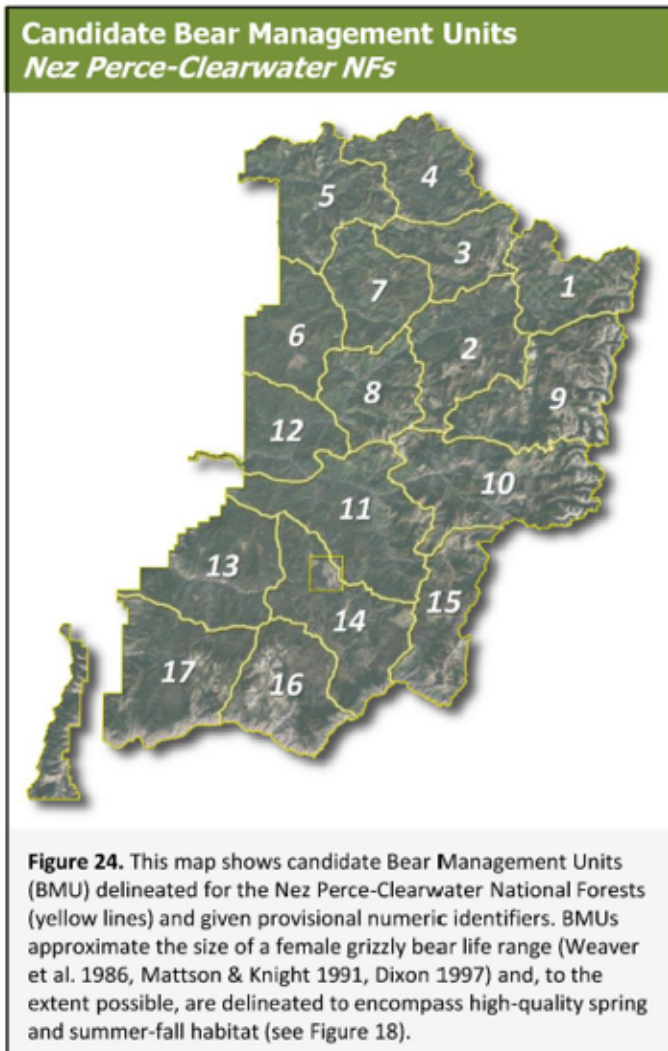 Candidate Bear Management Units
Nez Perce-Clearwater NFs
4
5
3
1
7
2
6
9
8
12
10
11
13
15
14
17
16
Figure 24. This map shows candidate Bear Management Units
(BMU) delineated for the Nez Perce-Clearwater National Forests
(yellow lines) and given provisional numeric identifiers. BMUs
approximate the size of a female grizzly bear life range (Weaver
et al. 1986, Mattson & Knight 1991, Dixon 1997) and, to the
extent possible, are delineated to encompass high-quality spring
and summer-fall habitat (see Figure 18).